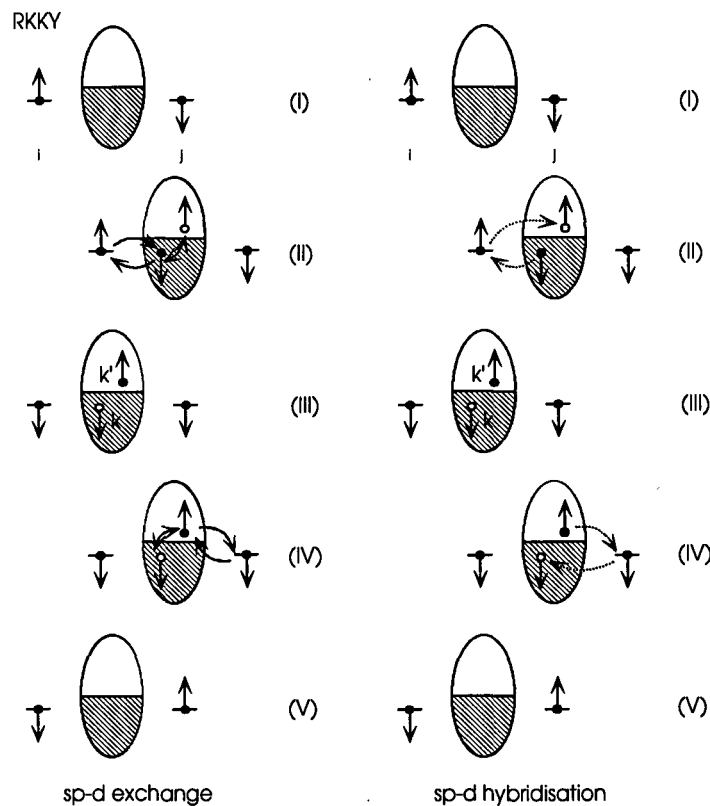 RKKY
(I) (I)
i j i j
(II) (II)
k' k (III) k' k (III)
(IV) (IV)
(V) (V)
sp-d exchange sp-d hybridisation